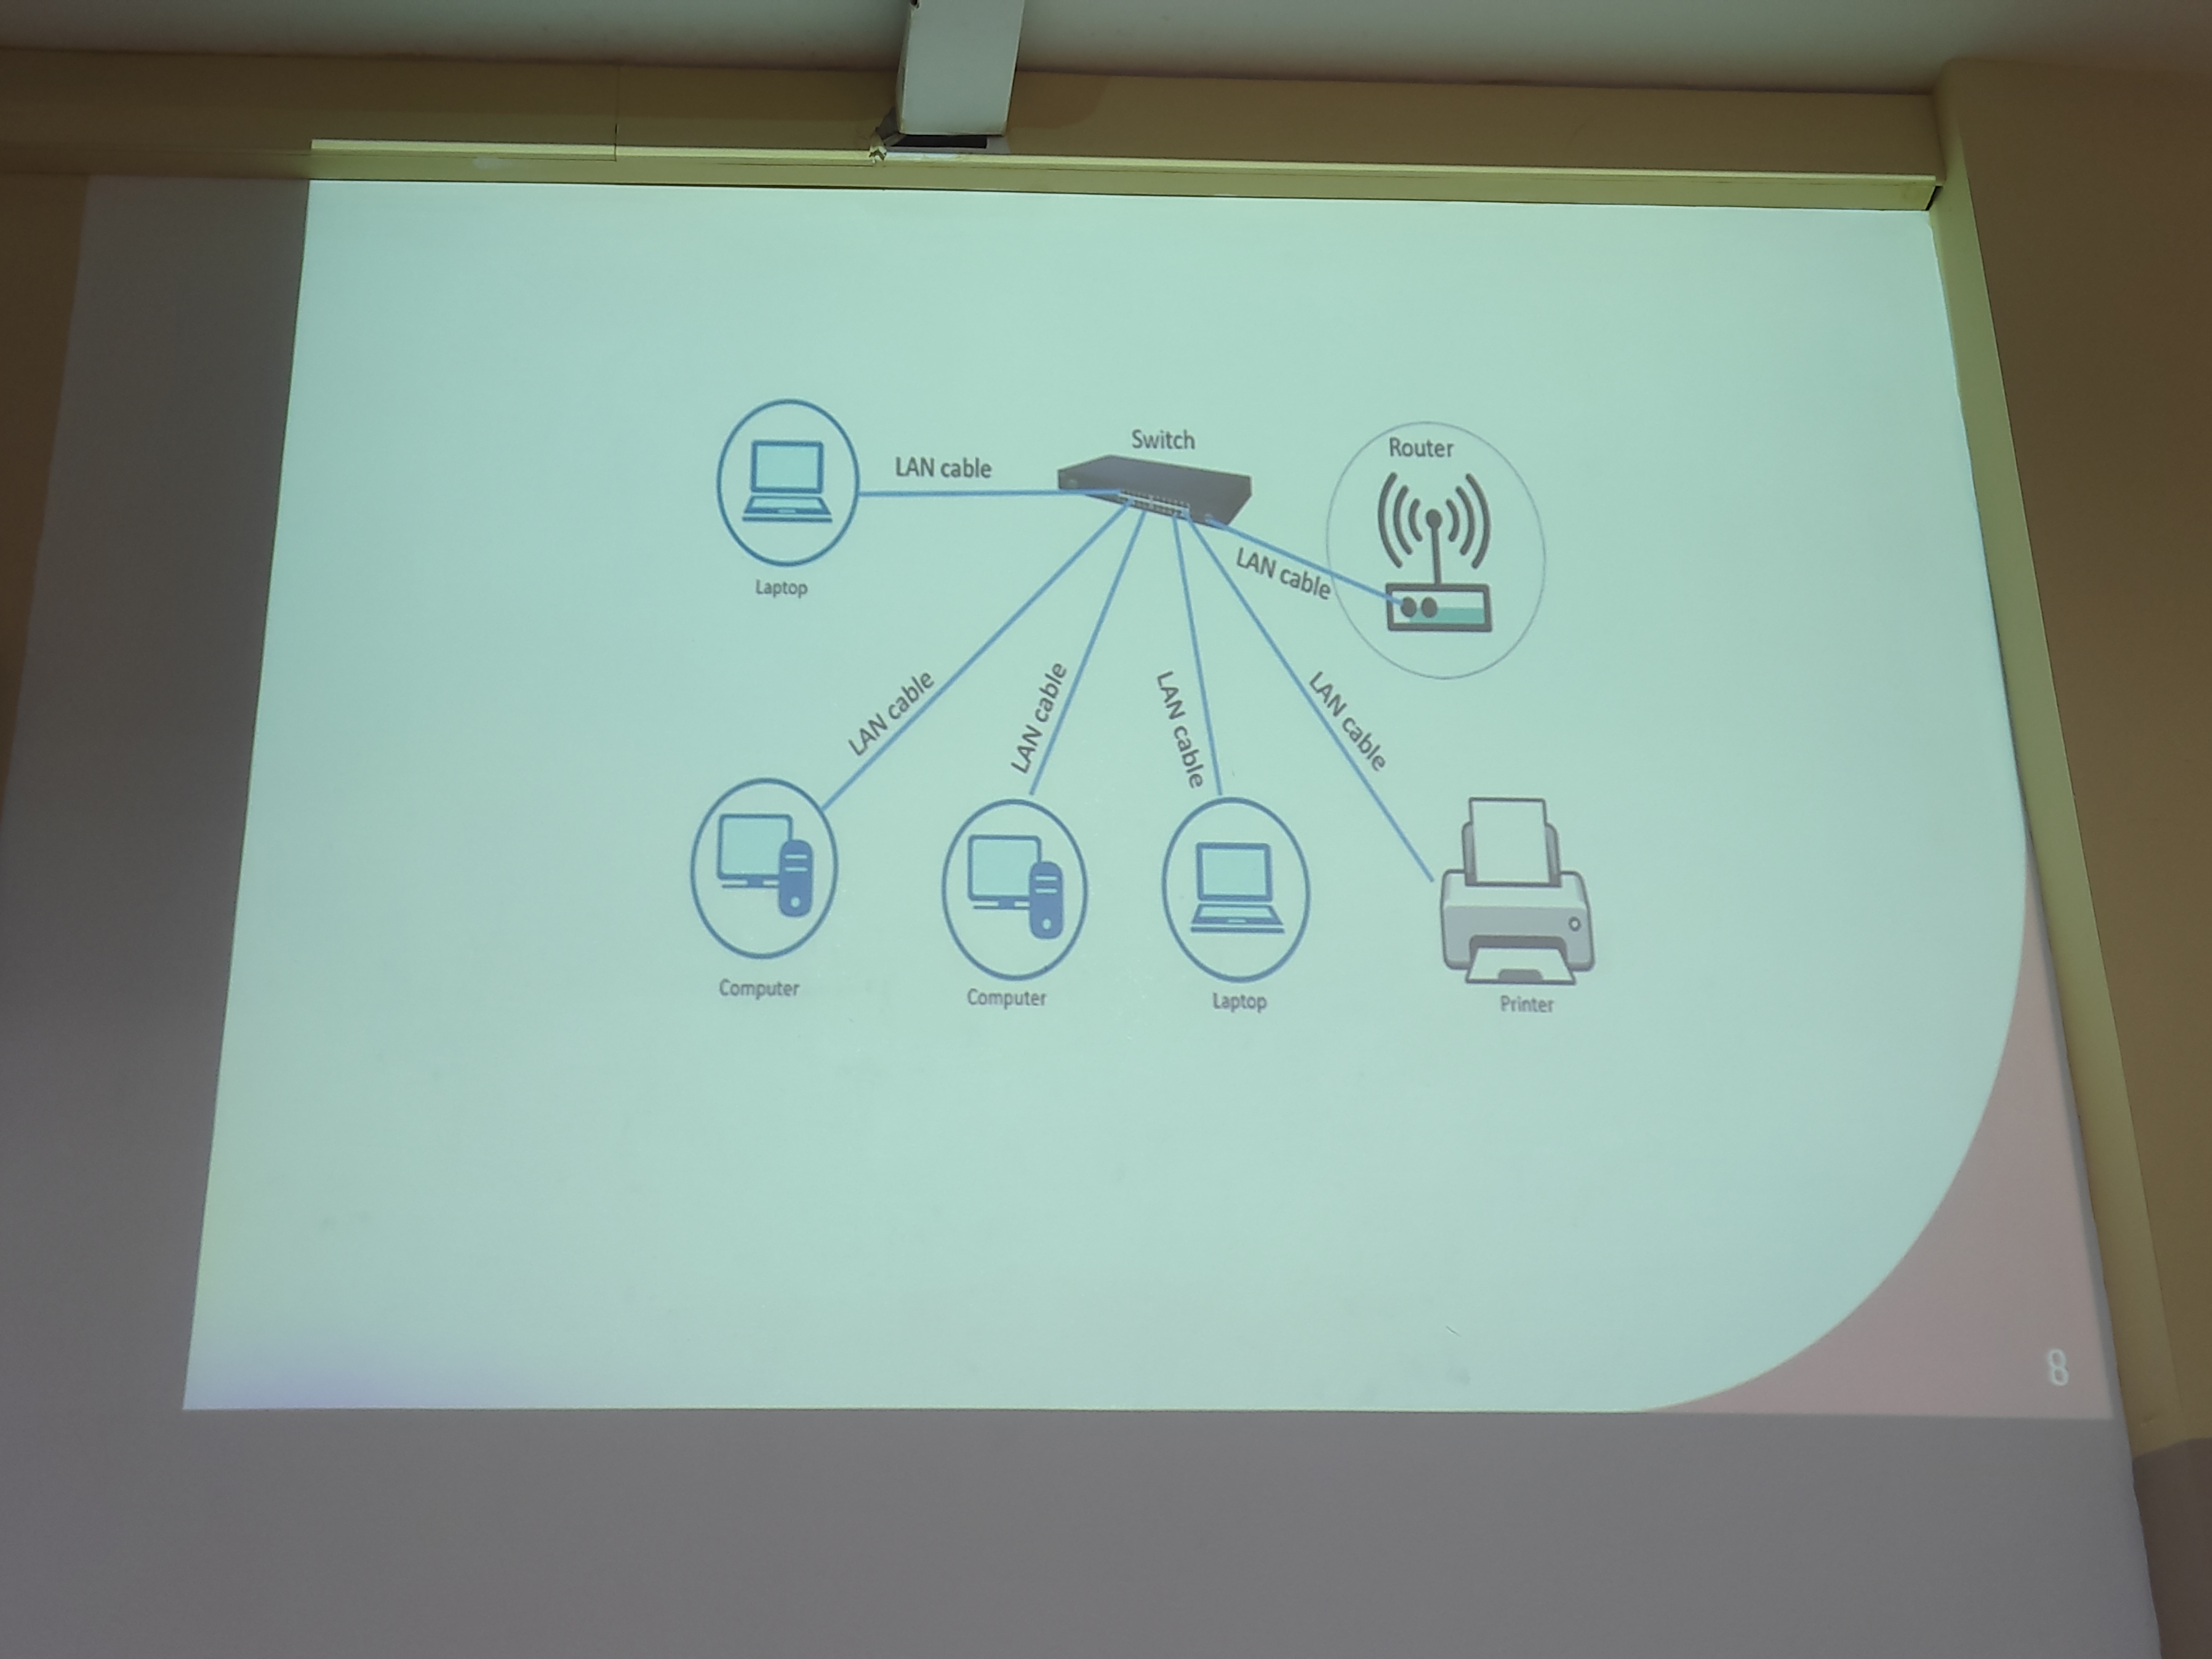 Switch
Router
LAN cable
LAN cable
Laptop
LAN cable
LAN cable
LAN cable
LAN cable
Computer
Computer
Laptop
Printer
8